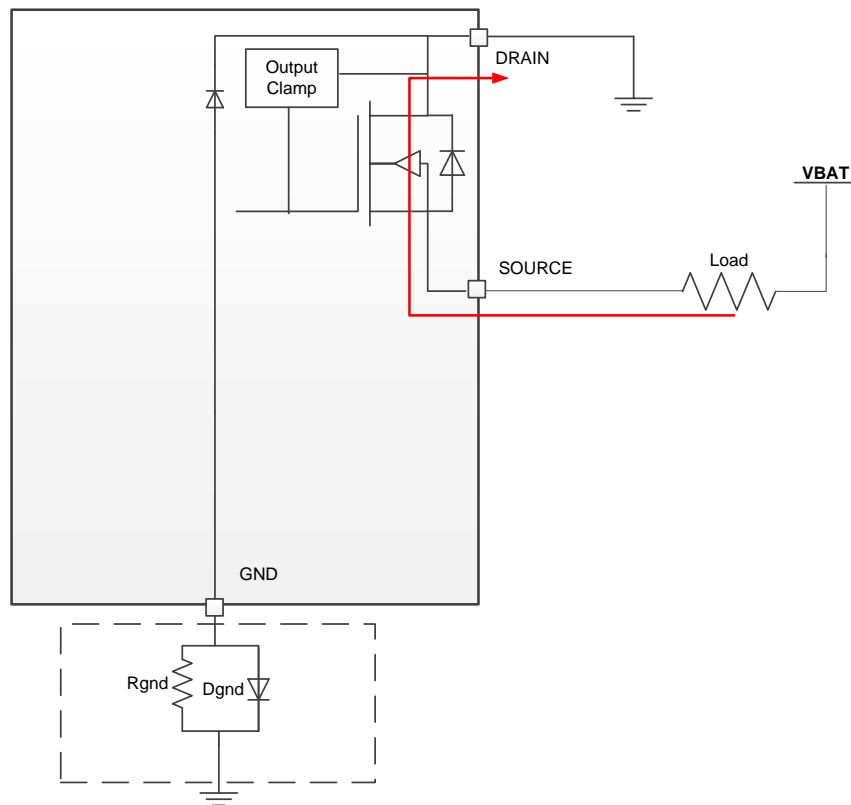 DRAIN
Output
Clamp
VBAT
SOURCE
Load
GND
Rgnd
Dgnd